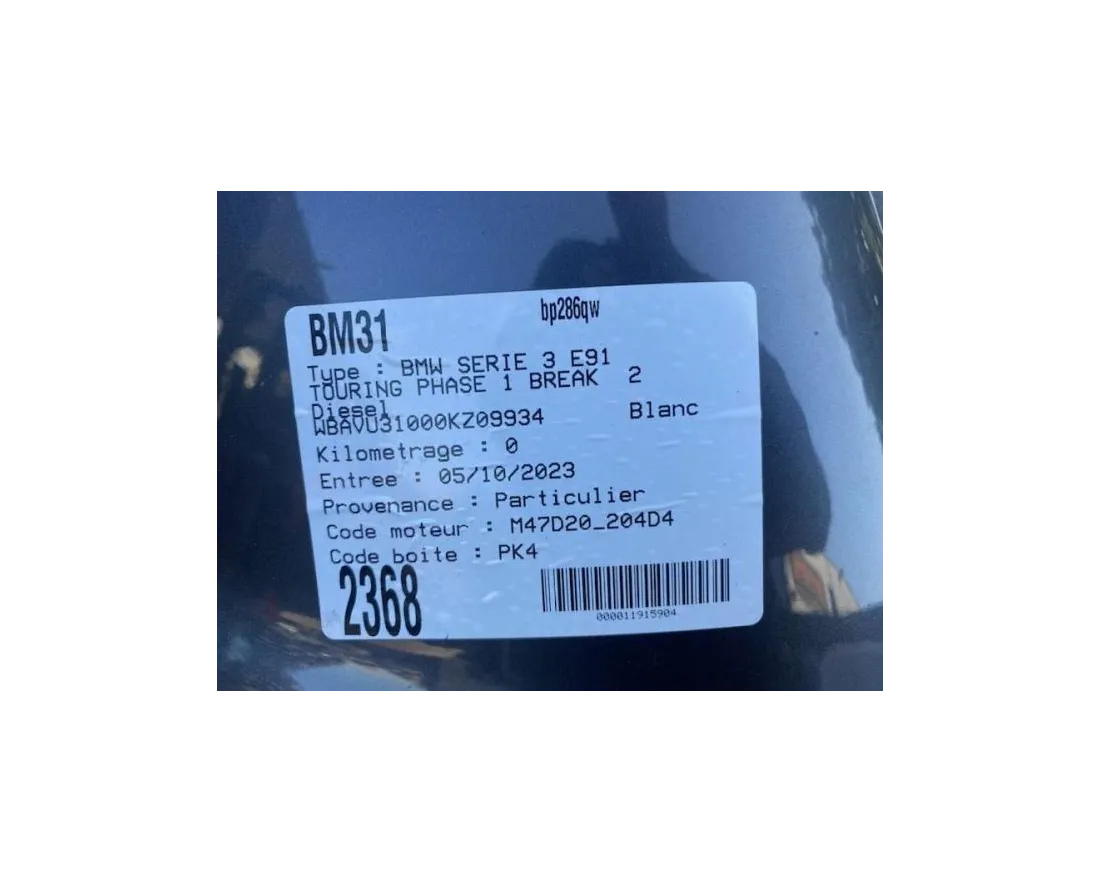 bp286qw
BM31
Type : BMW SERIE 3 E91
TOURING PHASE 1 BREAK 2
Diesel
WBAVU31000KZ09934 Blanc
Kilometrage : 0
Entree : 05/10/2023
Provenance : Particulier
Code moteur : M47D20_204D4
Code boite : PK4
2368
000011915904